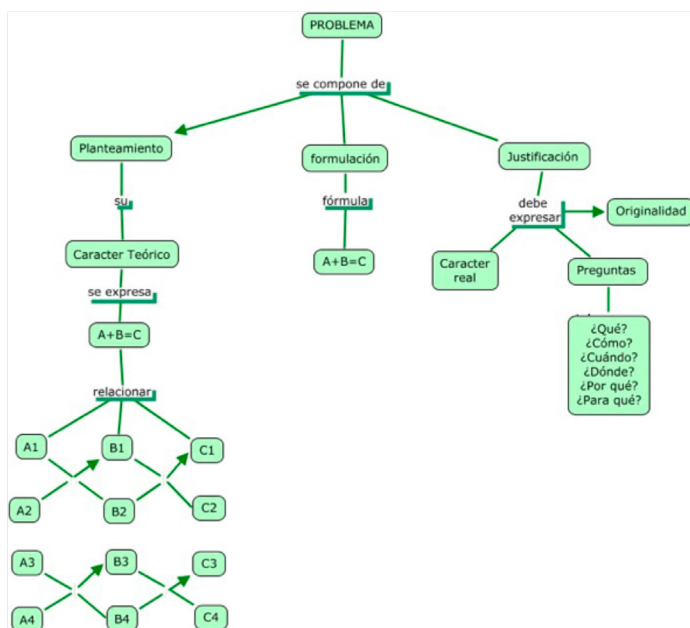 PROBLEMA
se compone de
Planteamiento
formulación
Justificación
su
fórmula
debe
expresar
Originalidad
Caracter Teórico
A+B=C
Caracter
real
Preguntas
se expresa
A+B=C
¿Qué?
¿Cómo?
¿Cuándo?
¿Dónde?
¿Por qué?
¿Para qué?
relacionar
A1
B1
C1
A2
B2
C2
A3
B3
C3
A4
B4
C4